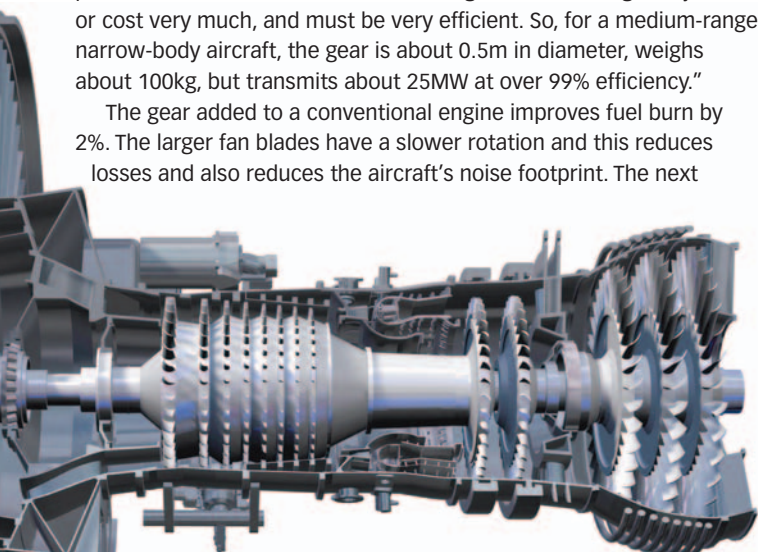 or cost very much, and must be very efficient. So, for a medium-range
narrow-body aircraft, the gear is about 0.5m in diameter, weighs
about 100kg, but transmits about 25MW at over 99% efficiency.”
The gear added to a conventional engine improves fuel burn by
2%. The larger fan blades have a slower rotation and this reduces
losses and also reduces the aircraft’s noise footprint. The next